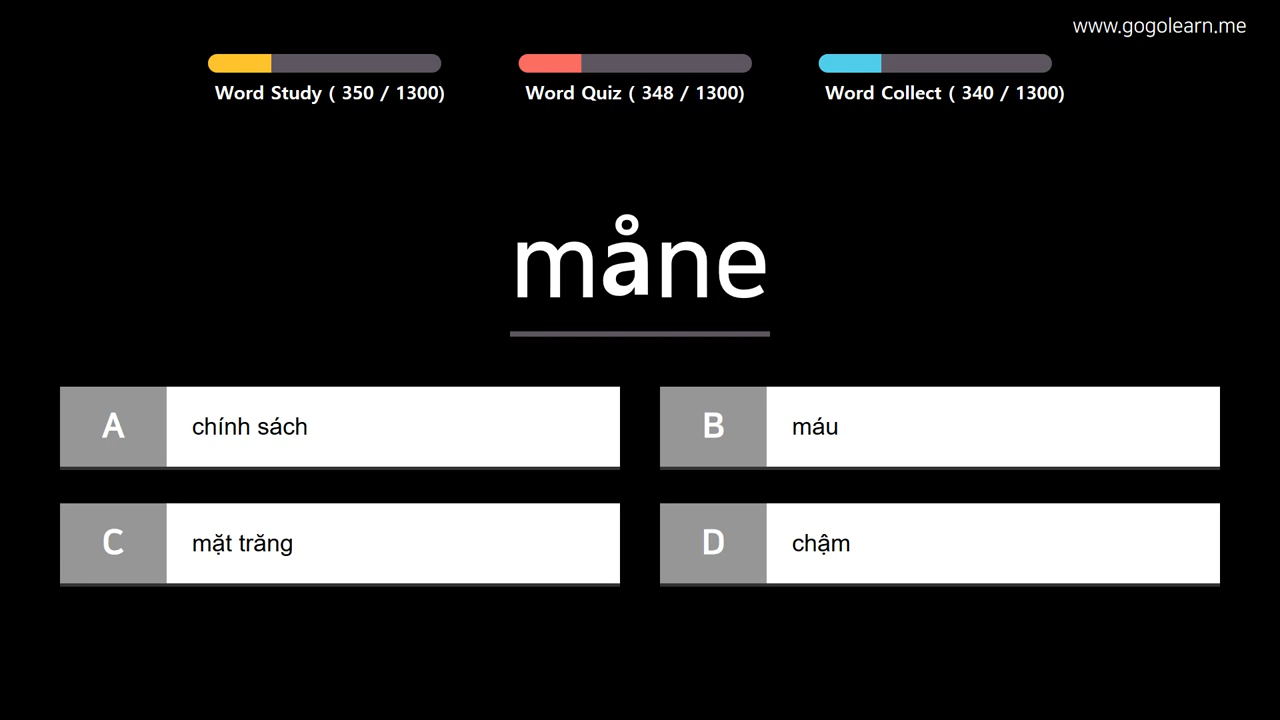 www.gogolearn.me
Word Study ( 350 / 1300)
Word Quiz ( 348 / 1300)
Word Collect ( 340 / 1300)
måne
A chính sách
B máu
C mặt trăng
D chậm